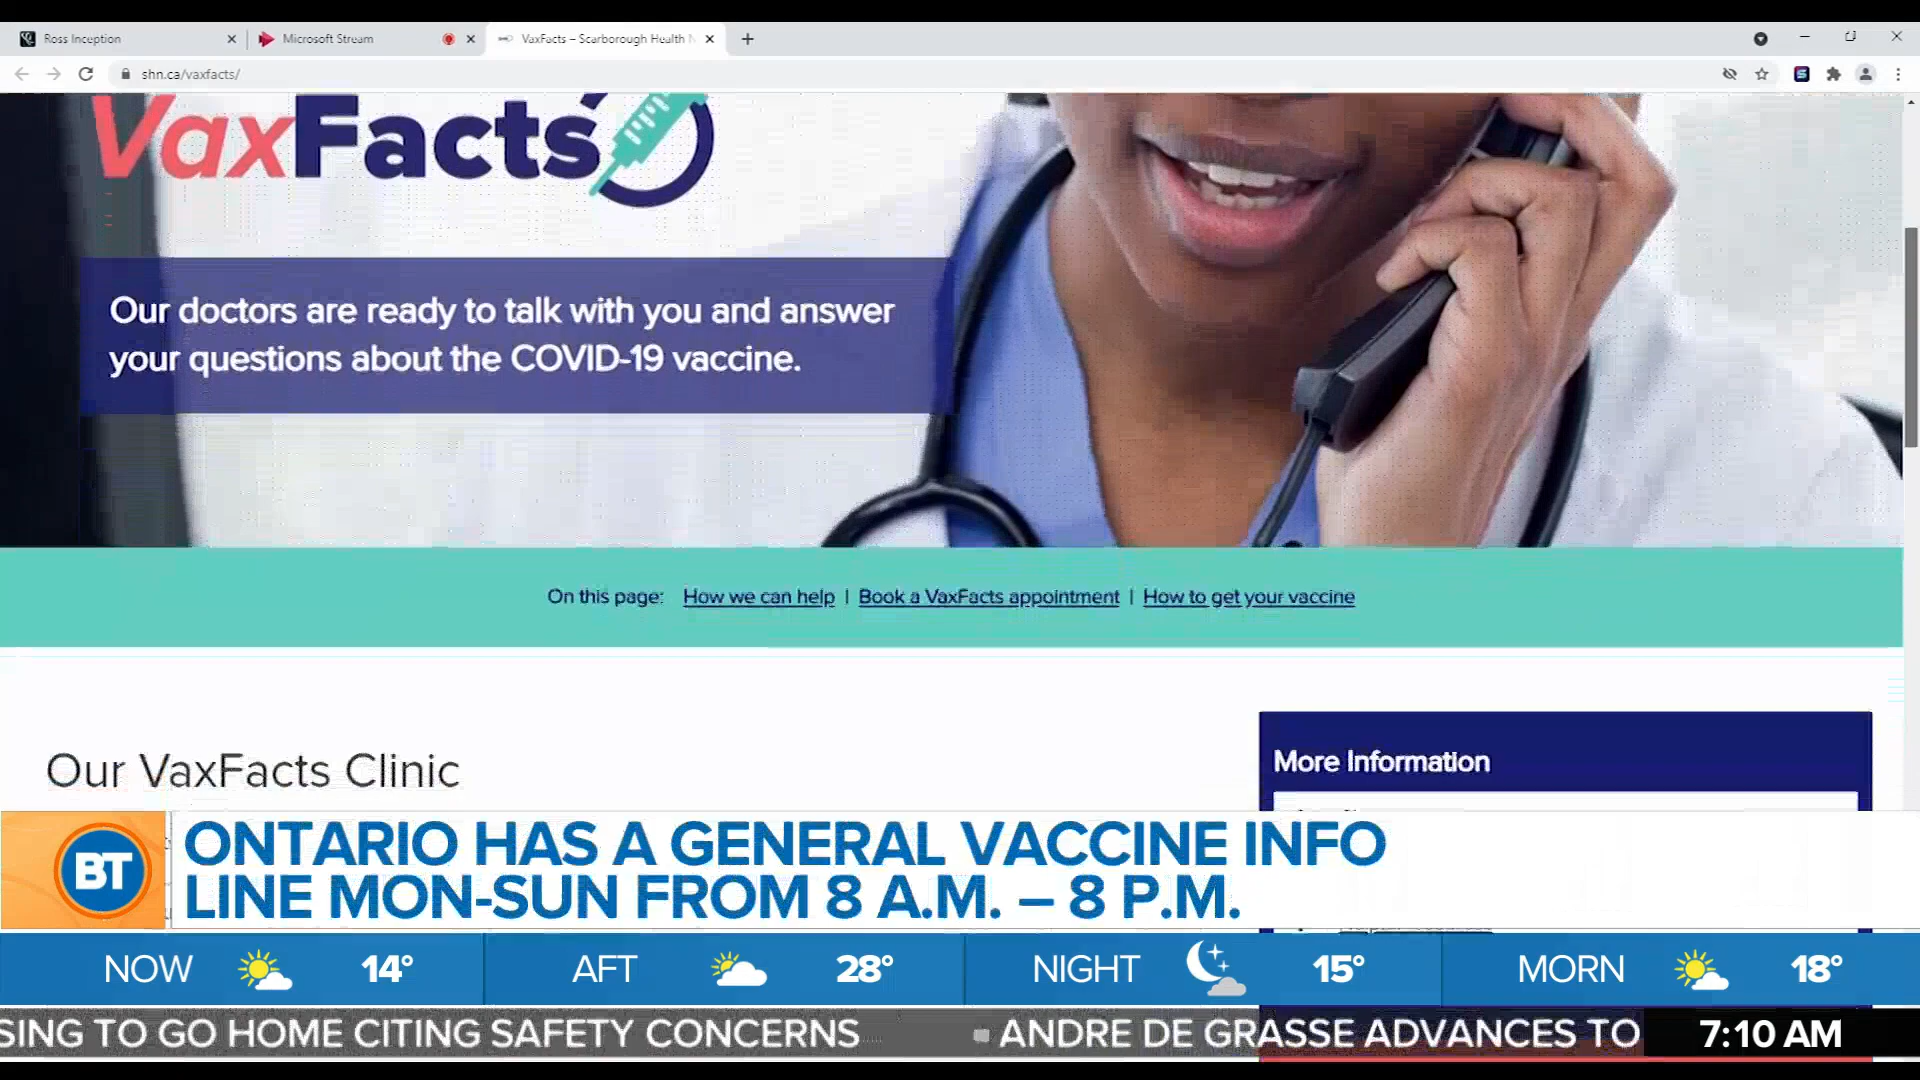 Ross Inception
Microsoft Stream
VaxFacts – Scarborough Health N
shn.ca/vaxfacts/
VaxFacts
Our doctors are ready to talk with you and answer
your questions about the COVID-19 vaccine.
On this page: How we can help | Book a VaxFacts appointment | How to get your vaccine
Our VaxFacts Clinic
More Information
BT
ONTARIO HAS A GENERAL VACCINE INFO
LINE MON-SUN FROM 8 A.M. – 8 P.M.
NOW 14° AFT 28° NIGHT 15° MORN 18°
SING TO GO HOME CITING SAFETY CONCERNS ANDRE DE GRASSE ADVANCES TO 7:10 AM